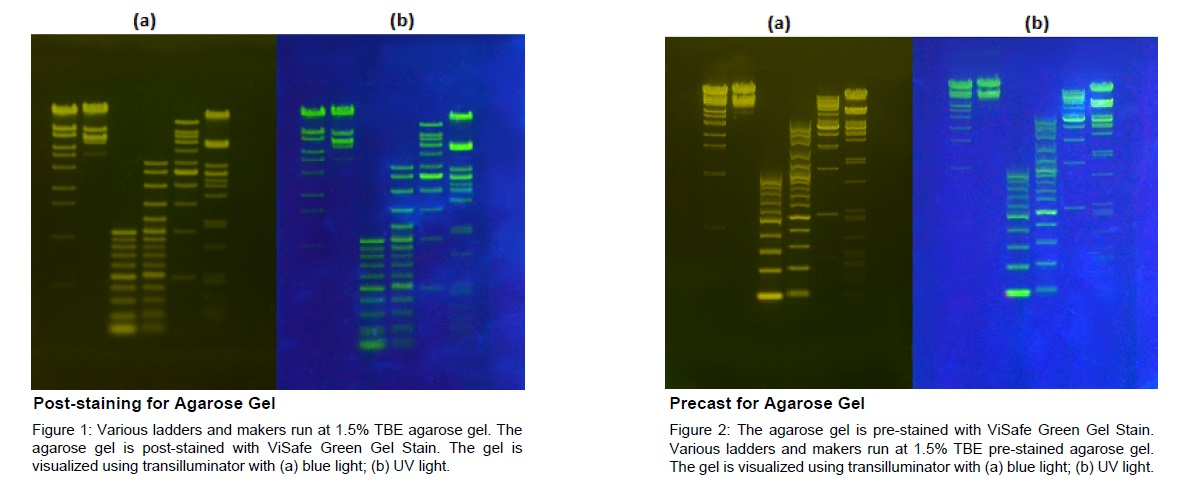 (a)
(b)
Post-staining for Agarose Gel
Figure 1: Various ladders and makers run at 1.5% TBE agarose gel. The
agarose gel is post-stained with ViSafe Green Gel Stain. The gel is
visualized using transilluminator with (a) blue light; (b) UV light.
(a)
(b)
Precast for Agarose Gel
Figure 2: The agarose gel is pre-stained with ViSafe Green Gel Stain.
Various ladders and makers run at 1.5% TBE pre-stained agarose gel.
The gel is visualized using transilluminator with (a) blue light; (b) UV light.